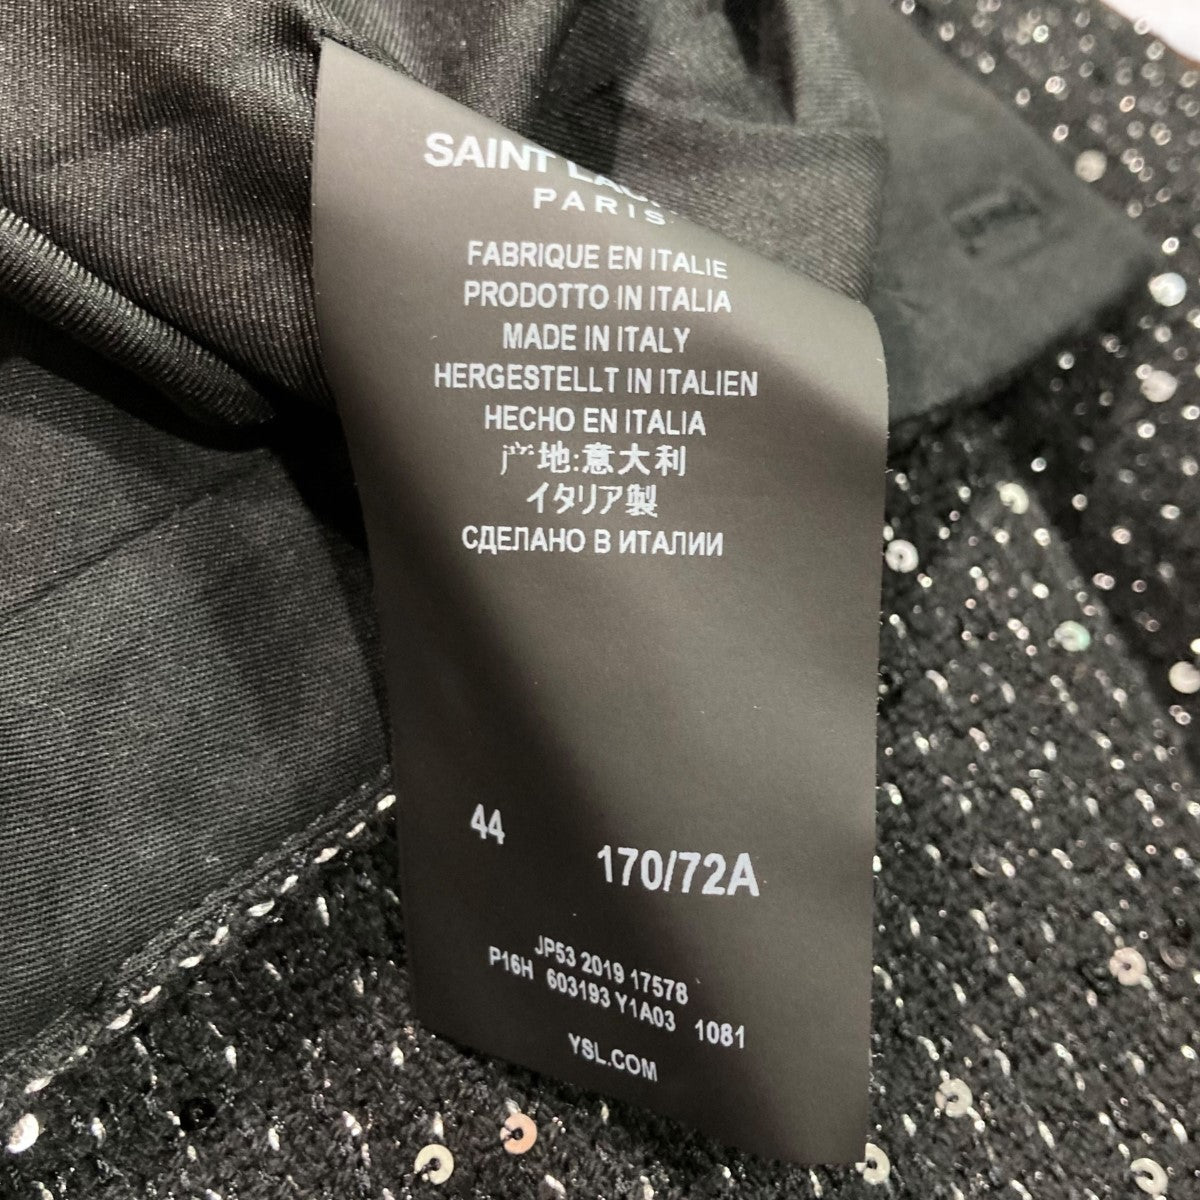 SAINT
PARIS
FABRIQUE EN ITALIE
PRODOTTO IN ITALIA
MADE IN ITALY
HERGESTELLT IN ITALIEN
HECHO EN ITALIA
产地:意大利
イタリア製
СДЕЛАНО В ИТАЛИИ
44
170/72A
JP53 2019 17578
P16H 603193 Y1A03 1081
YSL.COM